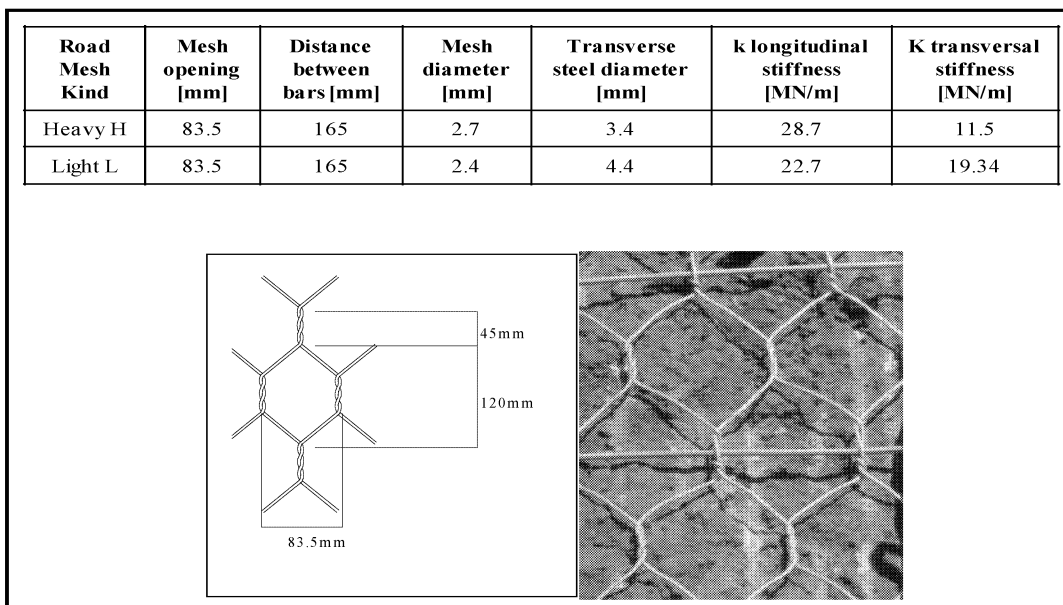 Road Mesh Kind | Mesh opening [mm] | Distance between bars [mm] | Mesh diameter [mm] | Transverse steel diameter [mm] | k longitudinal stiffness [MN/m] | K transversal stiffness [MN/m]
Heavy H | 83.5 | 165 | 2.7 | 3.4 | 28.7 | 11.5
Light L | 83.5 | 165 | 2.4 | 4.4 | 22.7 | 19.34
45mm
120mm
83.5mm